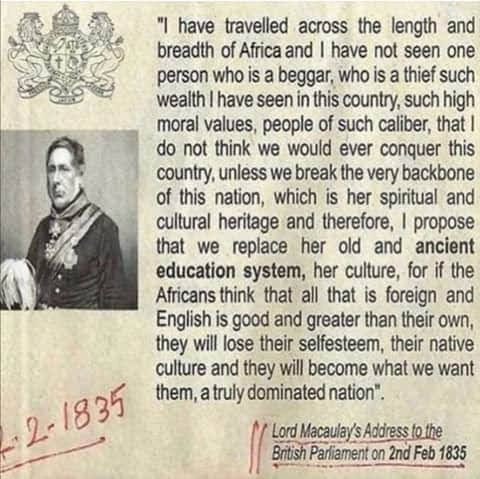 "I have travelled across the length and
breadth of Africa and I have not seen one
person who is a beggar, who is a thief such
wealth I have seen in this country, such high
moral values, people of such caliber, that I
do not think we would ever conquer this
country, unless we break the very backbone
of this nation, which is her spiritual and
cultural heritage and therefore, I propose
that we replace her old and ancient
education system, her culture, for if the
Africans think that all that is foreign and
English is good and greater than their own,
they will lose their selfesteem, their native
culture and they will become what we want
them, a truly dominated nation".
2-1835
Lord Macaulay's Address to the
British Parliament on 2nd Feb 1835